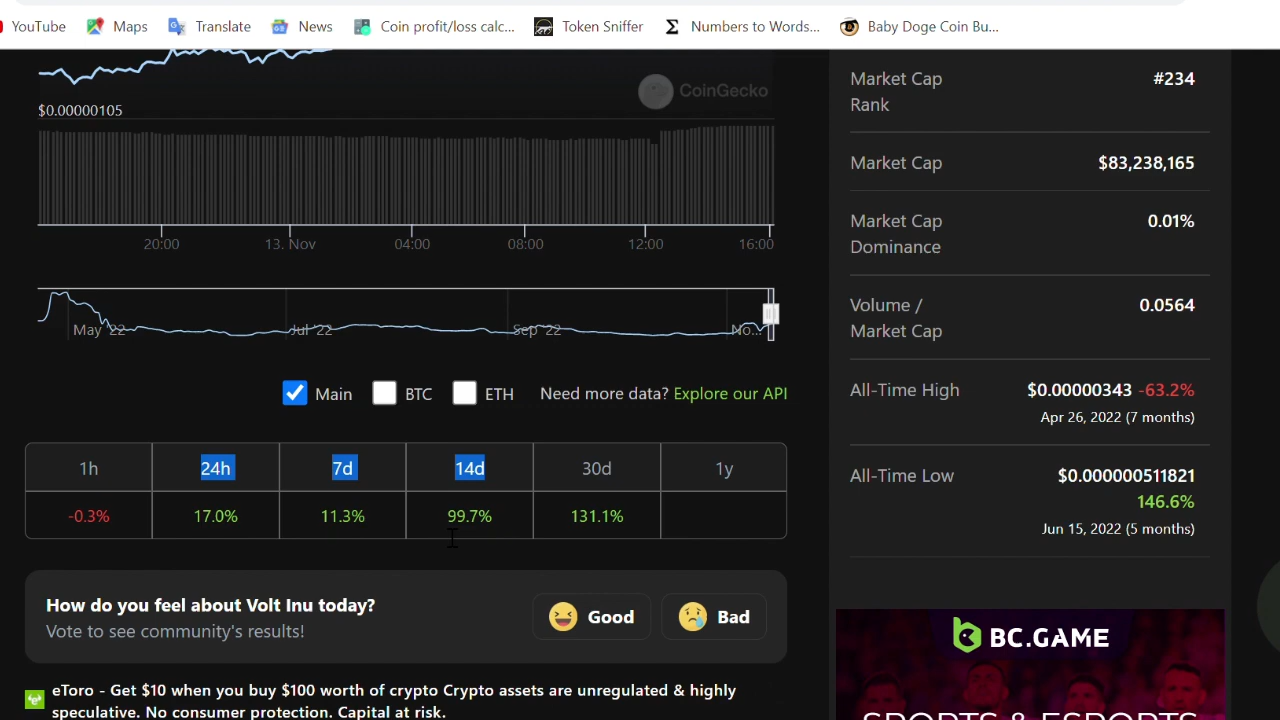 YouTube Maps Translate News Coin profit/loss calc... Token Sniffer Numbers to Words... Baby Doge Coin Bu...
CoinGecko
$0.00000105
20:00 13. Nov 04:00 08:00 12:00 16:00
May '22 Jul '22 Sep '22 No...
Main BTC ETH Need more data? Explore our API
1h 24h 7d 14d 30d 1y
-0.3% 17.0% 11.3% 99.7% 131.1%
How do you feel about Volt Inu today?
Vote to see community's results!
Good Bad
eToro - Get $10 when you buy $100 worth of crypto Crypto assets are unregulated & highly
speculative. No consumer protection. Capital at risk.
Market Cap
Rank
#234
Market Cap $83,238,165
Market Cap
Dominance
0.01%
Volume /
Market Cap
0.0564
All-Time High $0.00000343 -63.2%
Apr 26, 2022 (7 months)
All-Time Low $0.000000511821
146.6%
Jun 15, 2022 (5 months)
BC.GAME
SPORTS & ESPORTS